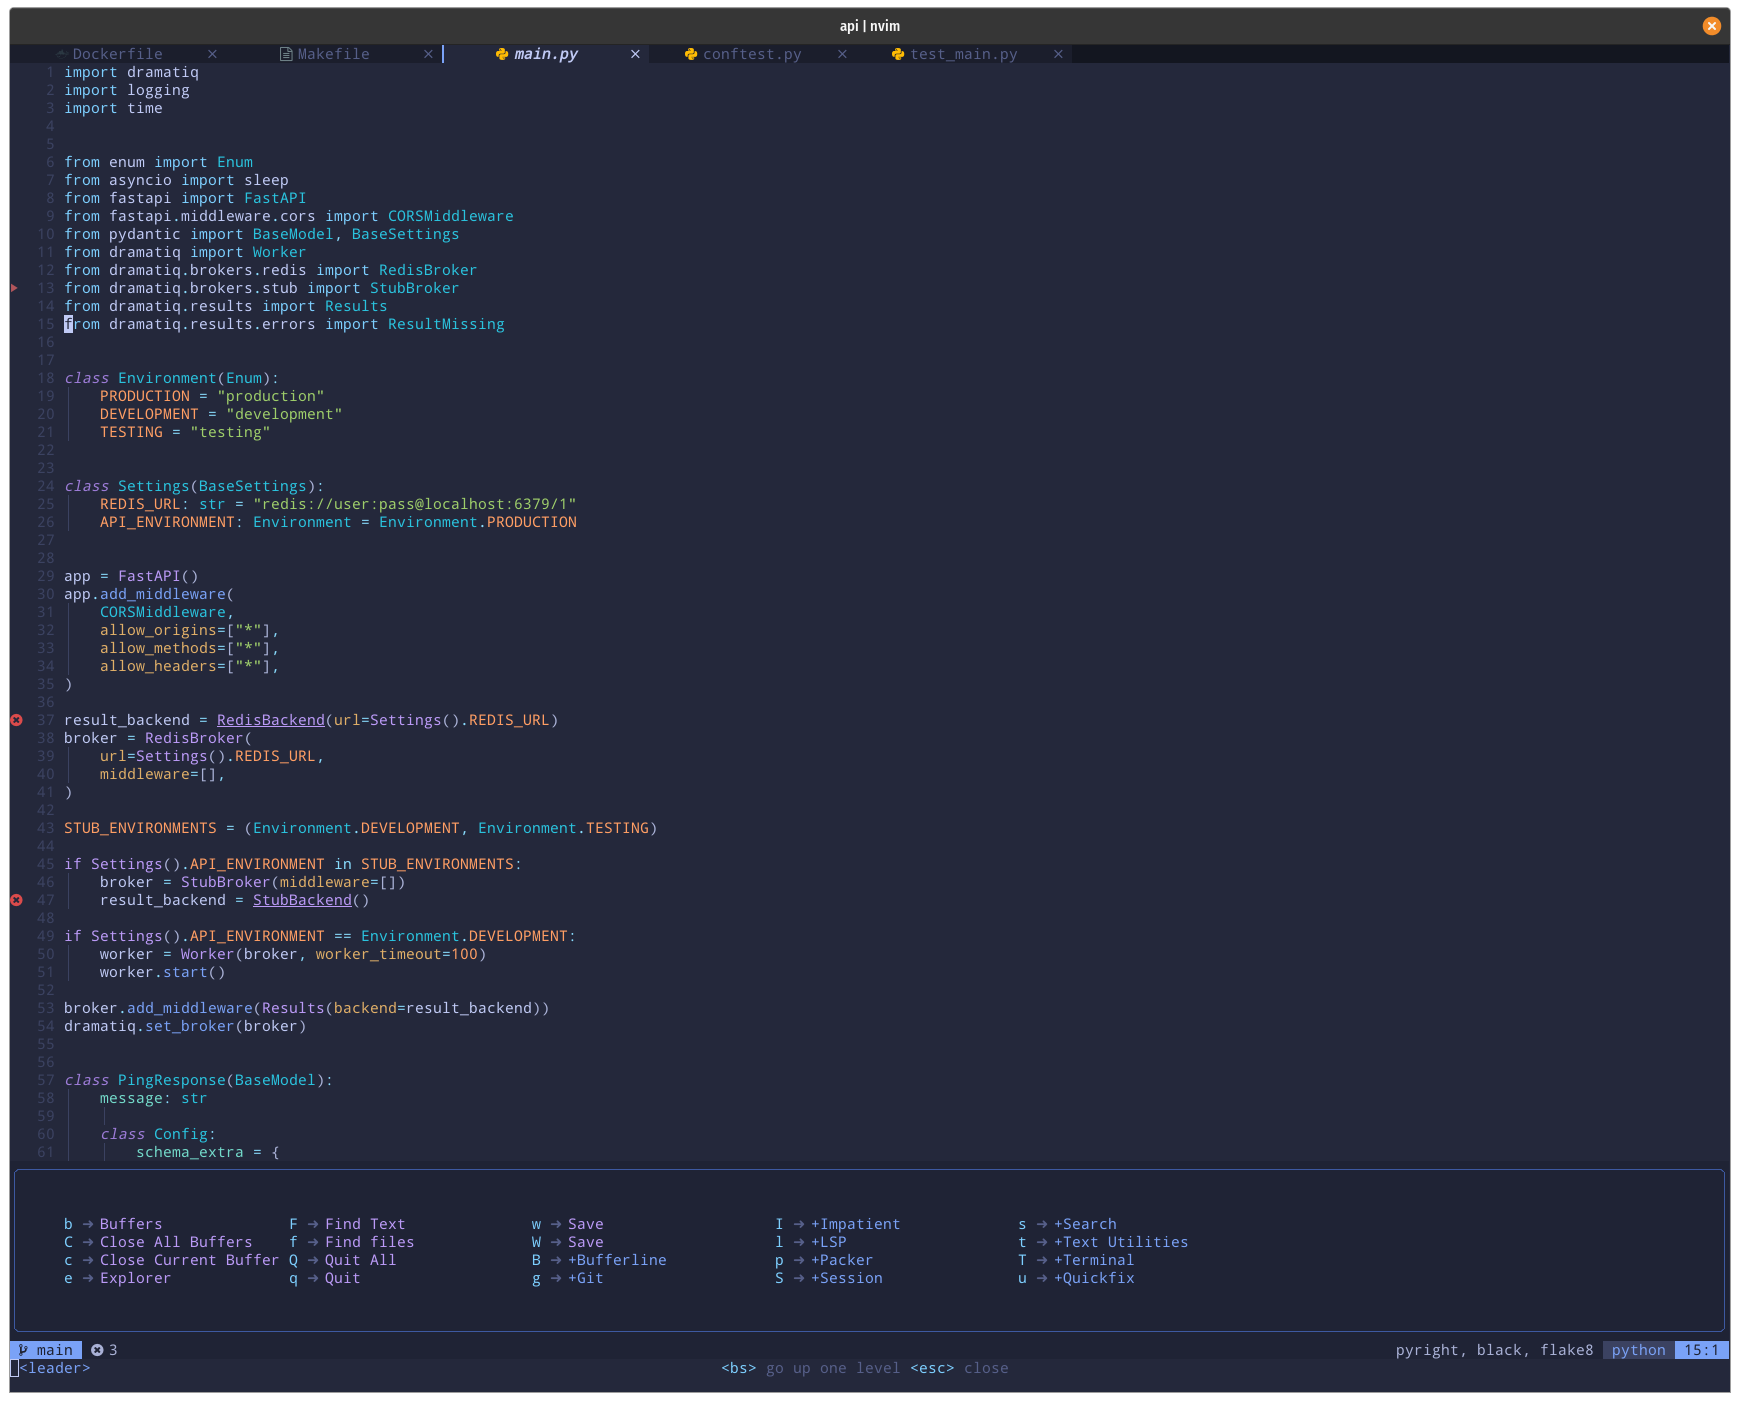 api | nvim
Dockerfile × Makefile × main.py × conftest.py × test_main.py ×
1 import dramatiq
2 import logging
3 import time
4
5
6 from enum import Enum
7 from asyncio import sleep
8 from fastapi import FastAPI
9 from fastapi.middleware.cors import CORSMiddleware
10 from pydantic import BaseModel, BaseSettings
11 from dramatiq import Worker
12 from dramatiq.brokers.redis import RedisBroker
13 from dramatiq.brokers.stub import StubBroker
14 from dramatiq.results import Results
15 from dramatiq.results.errors import ResultMissing
16
17
18 class Environment(Enum):
19     PRODUCTION = "production"
20     DEVELOPMENT = "development"
21     TESTING = "testing"
22
23
24 class Settings(BaseSettings):
25     REDIS_URL: str = "redis://user:pass@localhost:6379/1"
26     API_ENVIRONMENT: Environment = Environment.PRODUCTION
27
28
29 app = FastAPI()
30 app.add_middleware(
31     CORSMiddleware,
32     allow_origins=["*"],
33     allow_methods=["*"],
34     allow_headers=["*"],
35 )
36
37 result_backend = RedisBackend(url=Settings().REDIS_URL)
38 broker = RedisBroker(
39     url=Settings().REDIS_URL,
40     middleware=[],
41 )
42
43 STUB_ENVIRONMENTS = (Environment.DEVELOPMENT, Environment.TESTING)
44
45 if Settings().API_ENVIRONMENT in STUB_ENVIRONMENTS:
46     broker = StubBroker(middleware=[])
47     result_backend = StubBackend()
48
49 if Settings().API_ENVIRONMENT == Environment.DEVELOPMENT:
50     worker = Worker(broker, worker_timeout=100)
51     worker.start()
52
53 broker.add_middleware(Results(backend=result_backend))
54 dramatiq.set_broker(broker)
55
56
57 class PingResponse(BaseModel):
58     message: str
59
60     class Config:
61         schema_extra = {
b → Buffers F → Find Text w → Save I → +Impatient s → +Search
C → Close All Buffers f → Find files W → Save l → +LSP t → +Text Utilities
c → Close Current Buffer Q → Quit All B → +Bufferline p → +Packer T → +Terminal
e → Explorer q → Quit g → +Git S → +Session u → +Quickfix
main 3 pyright, black, flake8 python 15:1
<leader> <bs> go up one level <esc> close